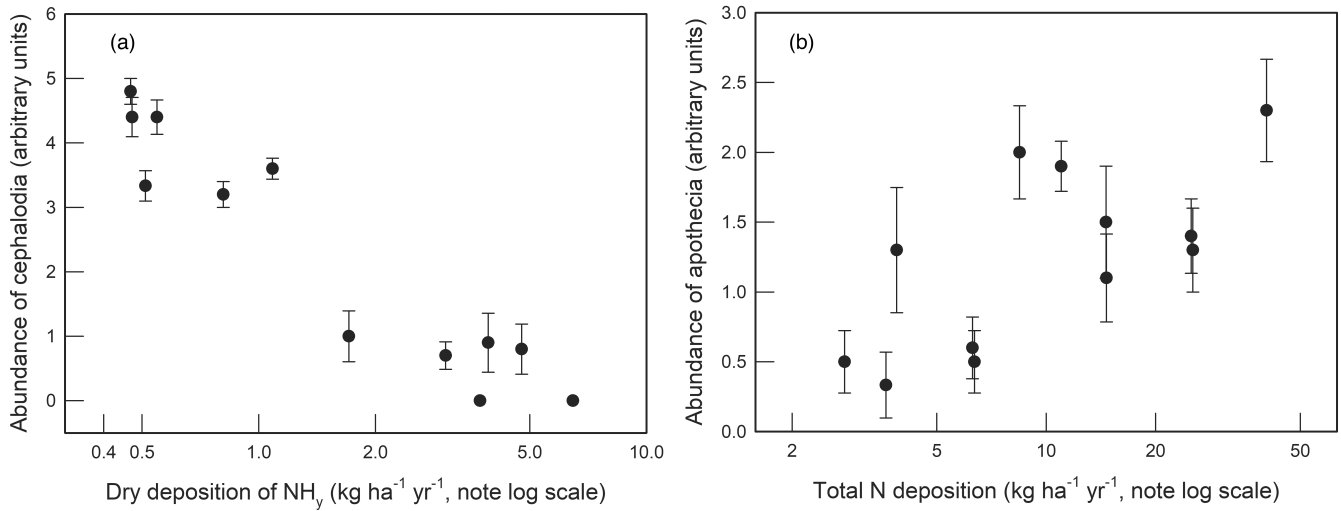 (a)
Abundance of cephalodia (arbitrary units)
6
5
4
3
2
1
0
0.4 0.5 1.0 2.0 5.0 10.0
Dry deposition of NHy (kg ha-1 yr-1, note log scale)
(b)
Abundance of apothecia (arbitrary units)
3.0
2.5
2.0
1.5
1.0
0.5
0.0
2 5 10 20 50
Total N deposition (kg ha-1 yr-1, note log scale)